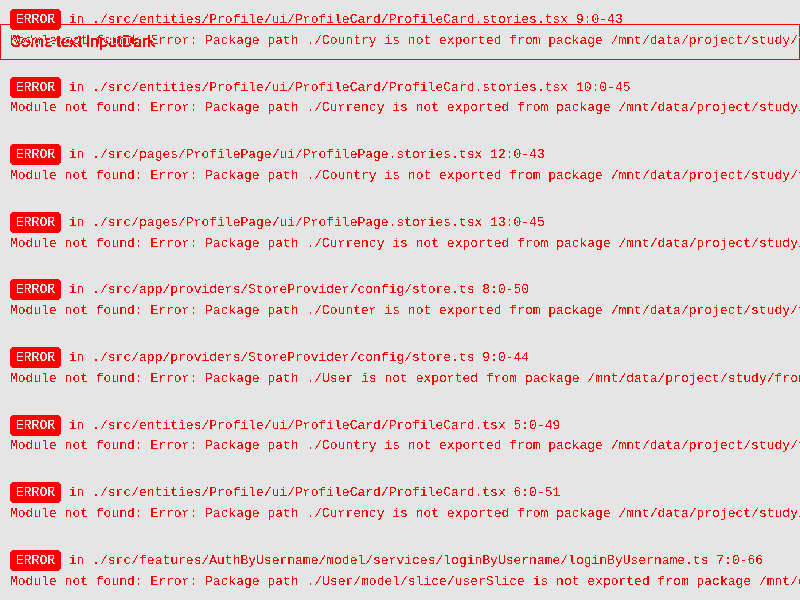 ERROR in ./src/entities/Profile/ui/ProfileCard/ProfileCard.stories.tsx 9:0-43
Some text InputDark
Error: Package path ./Country is not exported from package /mnt/data/project/study/
ERROR in ./src/entities/Profile/ui/ProfileCard/ProfileCard.stories.tsx 10:0-45
Module not found: Error: Package path ./Currency is not exported from package /mnt/data/project/study
ERROR in ./src/pages/ProfilePage/ui/ProfilePage.stories.tsx 12:0-43
Module not found: Error: Package path ./Country is not exported from package /mnt/data/project/study/
ERROR in ./src/pages/ProfilePage/ui/ProfilePage.stories.tsx 13:0-45
Module not found: Error: Package path ./Currency is not exported from package /mnt/data/project/study
ERROR in ./src/app/providers/StoreProvider/config/store.ts 8:0-50
Module not found: Error: Package path ./Counter is not exported from package /mnt/data/project/study/
ERROR in ./src/app/providers/StoreProvider/config/store.ts 9:0-44
Module not found: Error: Package path ./User is not exported from package /mnt/data/project/study/fro
ERROR in ./src/entities/Profile/ui/ProfileCard/ProfileCard.tsx 5:0-49
Module not found: Error: Package path ./Country is not exported from package /mnt/data/project/study/
ERROR in ./src/entities/Profile/ui/ProfileCard/ProfileCard.tsx 6:0-51
Module not found: Error: Package path ./Currency is not exported from package /mnt/data/project/study
ERROR in ./src/features/AuthByUsername/model/services/loginByUsername/loginByUsername.ts 7:0-66
Module not found: Error: Package path ./User/model/slice/userSlice is not exported from package /mnt/